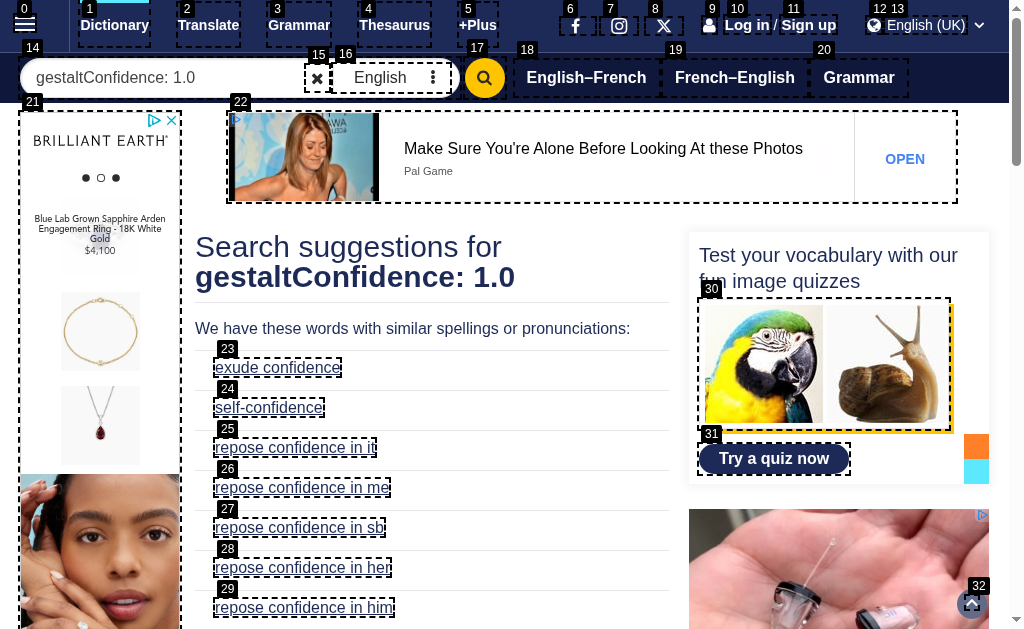 0 1 2 3 4 5 6 7 8 9 10 11 12 13
Dictionary Translate Grammar Thesaurus +Plus Log in / Sign up English (UK)
14 15 16 17 18 19 20
gestaltConfidence: 1.0 English English–French French–English Grammar
21 22
BRILLIANT EARTH
Blue Lab Grown Sapphire Arden
Engagement Ring - 18K White
Gold
$4,100
Make Sure You're Alone Before Looking At these Photos
Pal Game
OPEN
Search suggestions for
gestaltConfidence: 1.0
We have these words with similar spellings or pronunciations:
23
exude confidence
24
self-confidence
25
repose confidence in it
26
repose confidence in me
27
repose confidence in sb
28
repose confidence in her
29
repose confidence in him
Test your vocabulary with our
fun image quizzes
30
31
Try a quiz now
32